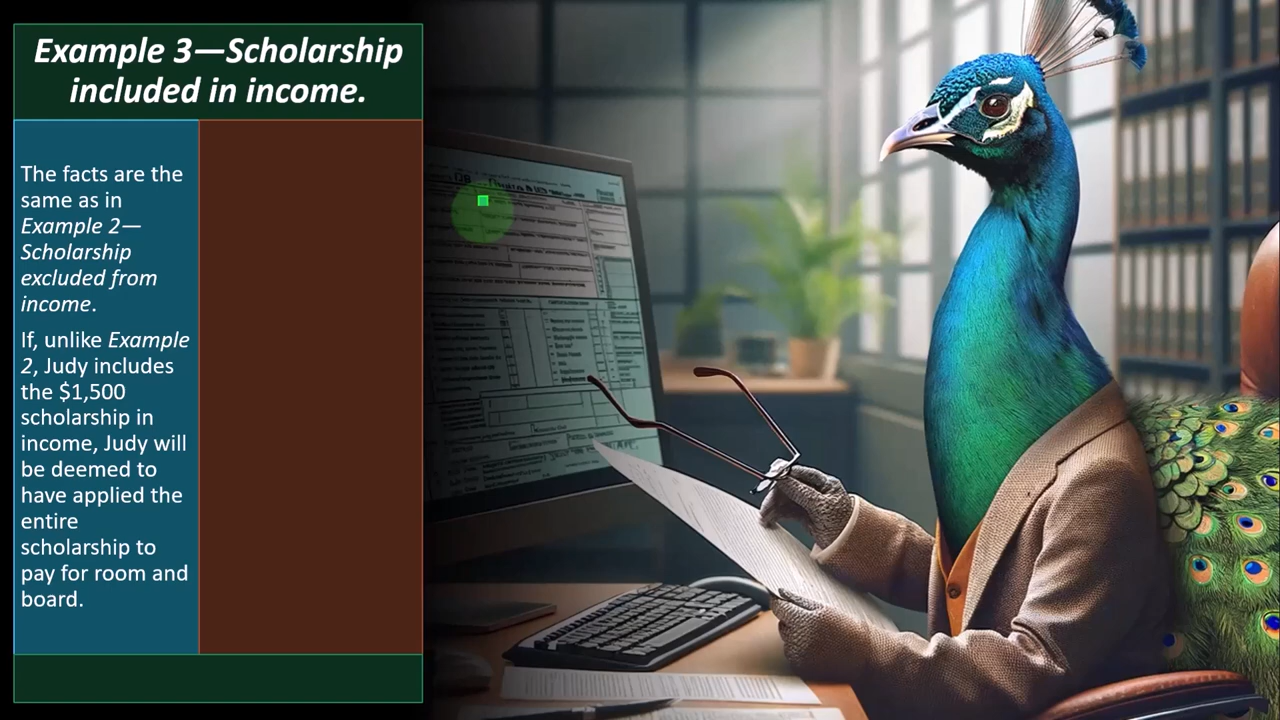 Example 3—Scholarship
included in income.
The facts are the
same as in
Example 2—
Scholarship
excluded from
income.
If, unlike Example
2, Judy includes
the $1,500
scholarship in
income, Judy will
be deemed to
have applied the
entire
scholarship to
pay for room and
board.